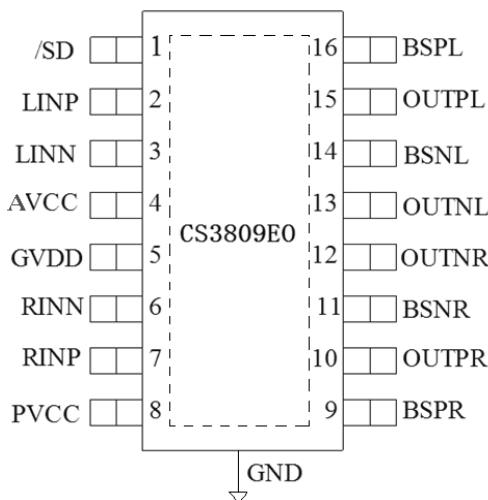 /SD 1 16 BSPL
LINP 2 15 OUTPL
LINN 3 14 BSNL
AVCC 4 13 OUTNL
CS3809EO
GVDD 5 12 OUTNR
RINN 6 11 BSNR
RINP 7 10 OUTPR
PVCC 8 9 BSPR
GND